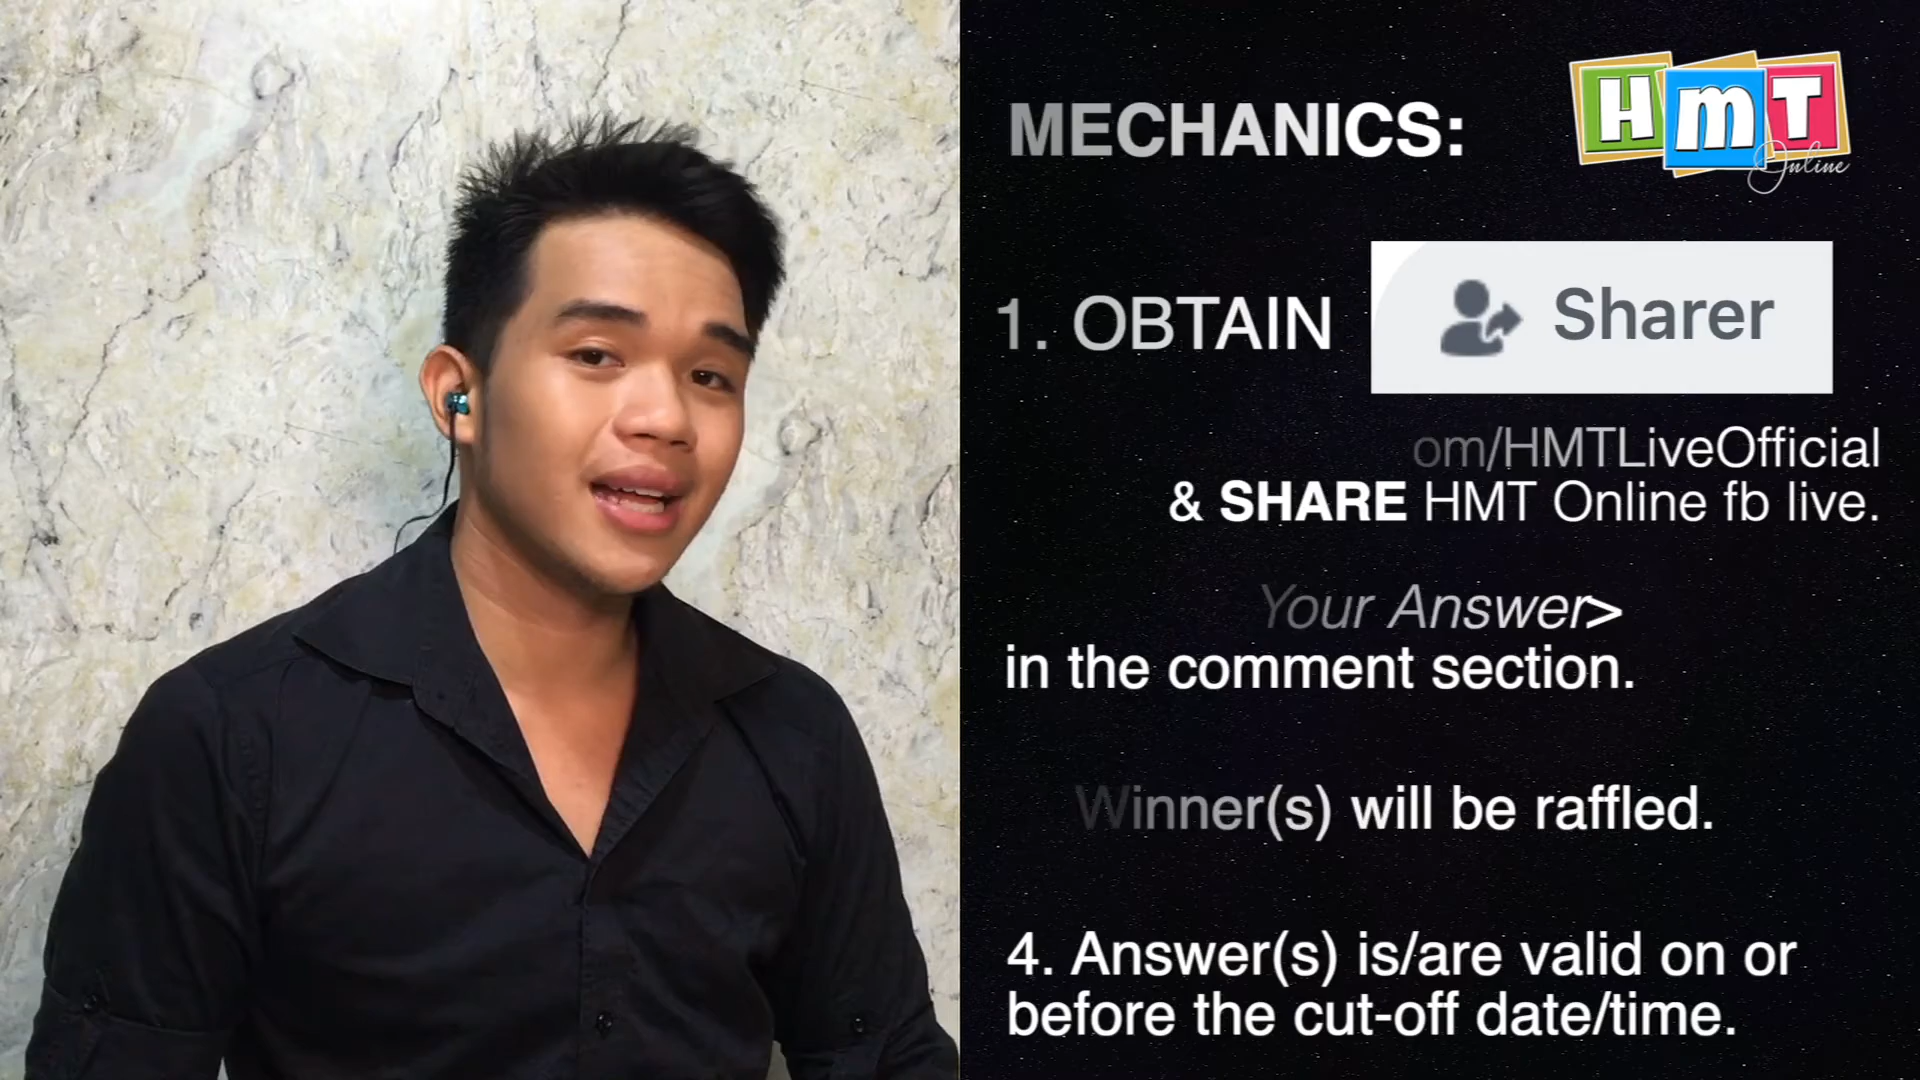 HMT
Online
MECHANICS:
1. OBTAIN Sharer
om/HMTLiveOfficial
& SHARE HMT Online fb live.
Your Answer>
in the comment section.
Winner(s) will be raffled.
4. Answer(s) is/are valid on or
before the cut-off date/time.